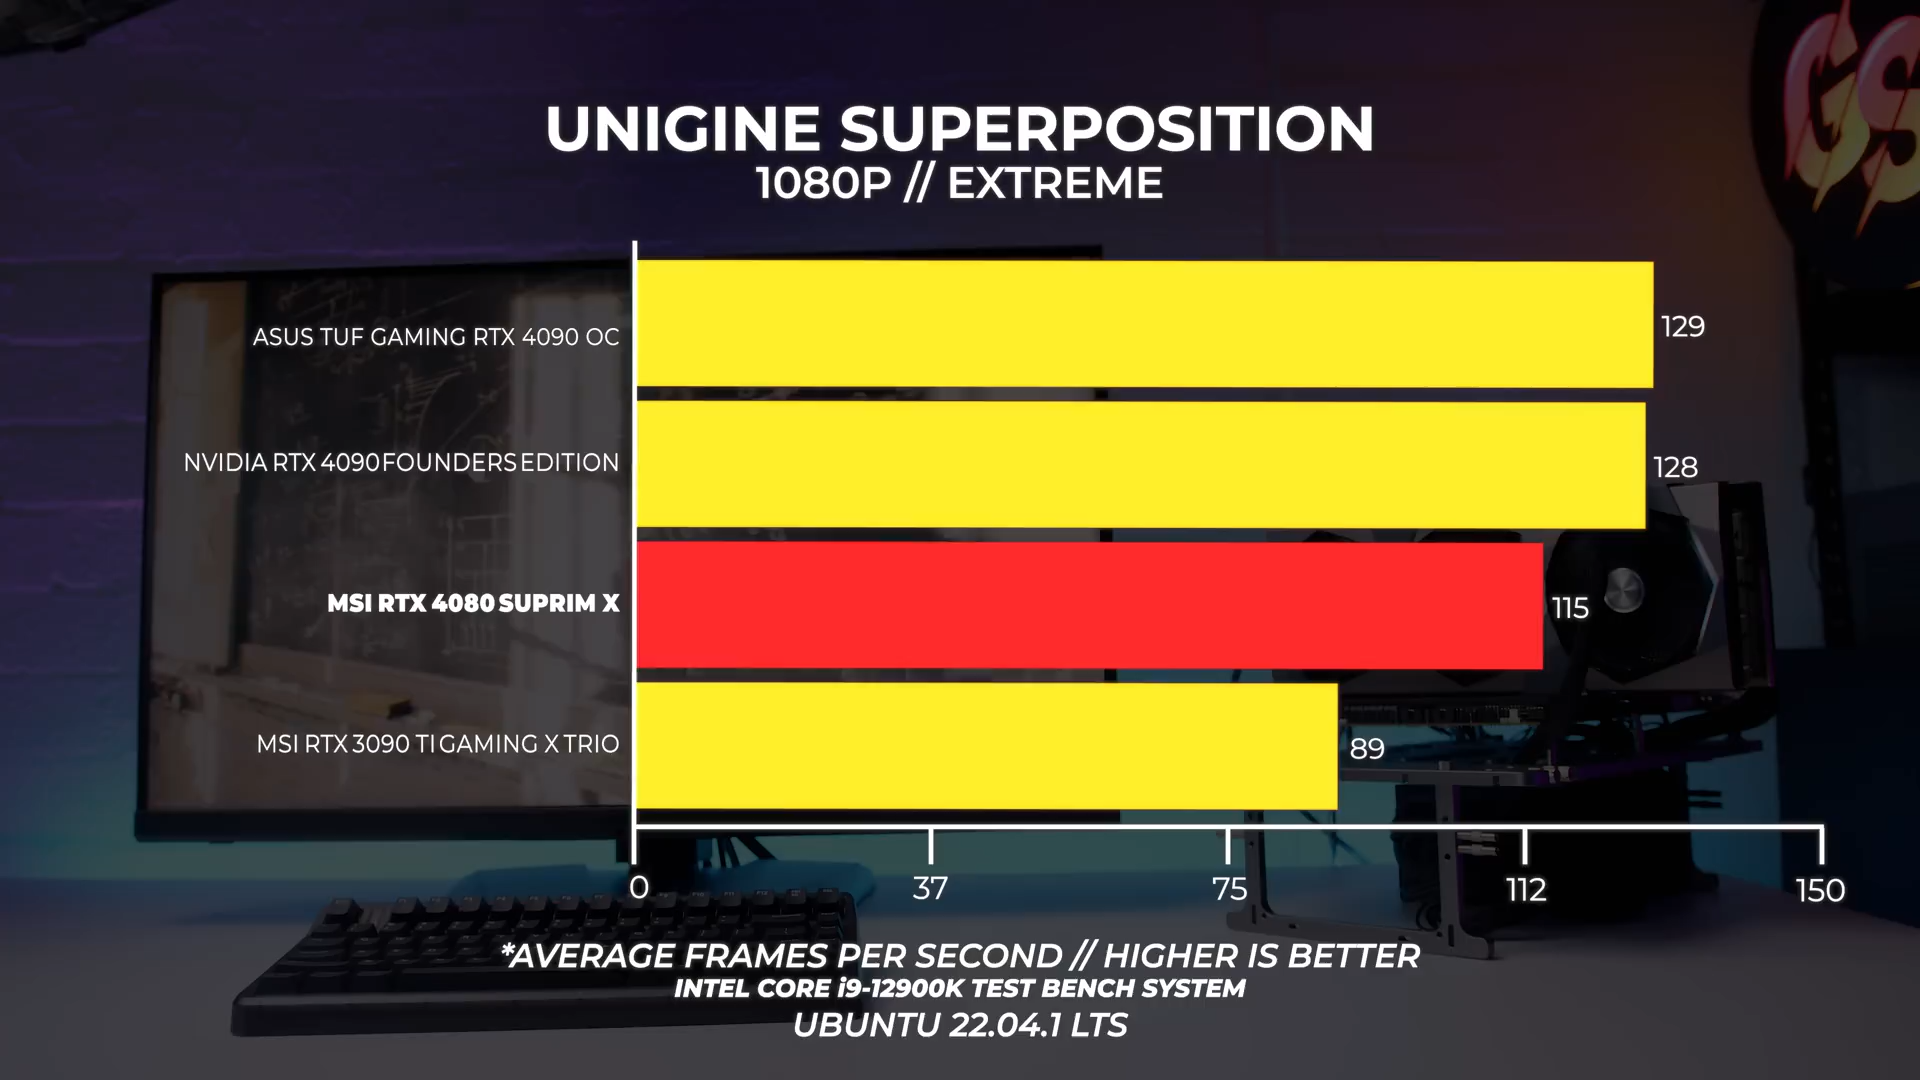 GS
UNIGINE SUPERPOSITION
1080P // EXTREME
ASUS TUF GAMING RTX 4090 OC
129
NVIDIA RTX 4090 FOUNDERS EDITION
128
MSI RTX 4080 SUPRIM X
115
MSI RTX 3090 TI GAMING X TRIO
89
0 37 75 112 150
*AVERAGE FRAMES PER SECOND // HIGHER IS BETTER
INTEL CORE i9-12900K TEST BENCH SYSTEM
UBUNTU 22.04.1 LTS